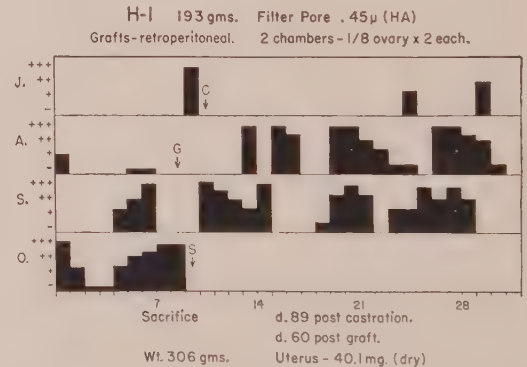 H-I 193 gms. Filter Pore .45µ (HA)
Grafts-retroperitoneal. 2 chambers - 1/8 ovary x 2 each.
J. +++
++
+
-
C
A. +++
++
+
-
G
S. +++
++
+
-
O. +++
++
+
-
S
7 14 21 28
Sacrifice d. 89 post castration.
d. 60 post graft.
Wt. 306 gms. Uterus - 40.1 mg. (dry)